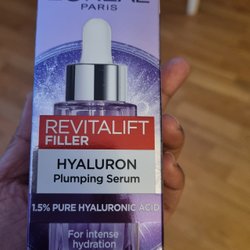 PARIS
REVITALIFT
FILLER
HYALURON
Plumping Serum
1.5% PURE HYALURONIC ACID
For intense
hydration